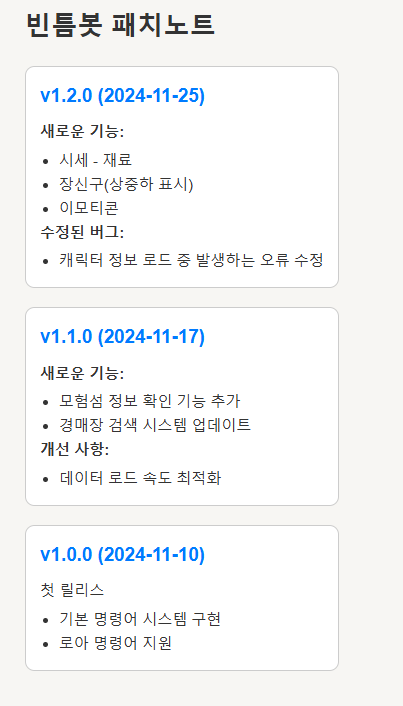 빈틈봇 패치노트
v1.2.0 (2024-11-25)
새로운 기능:
시세 - 재료
장신구(상중하 표시)
이모티콘
수정된 버그:
캐릭터 정보 로드 중 발생하는 오류 수정
v1.1.0 (2024-11-17)
새로운 기능:
모험섬 정보 확인 기능 추가
경매장 검색 시스템 업데이트
개선 사항:
데이터 로드 속도 최적화
v1.0.0 (2024-11-10)
첫 릴리스
기본 명령어 시스템 구현
로아 명령어 지원